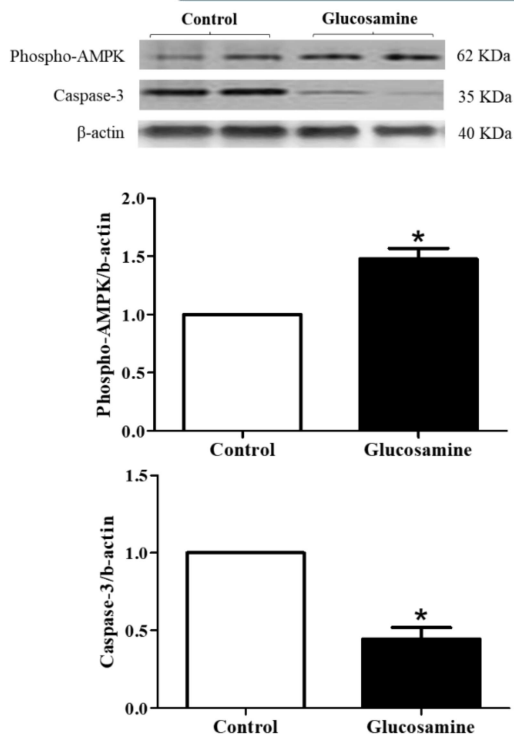 Control Glucosamine
Phospho-AMPK 62 KDa
Caspase-3 35 KDa
β-actin 40 KDa
Phospho-AMPK/b-actin
2.0
1.5
*
1.0
0.5
0.0
Control Glucosamine
Caspase-3/b-actin
1.5
1.0
*
0.5
0.0
Control Glucosamine